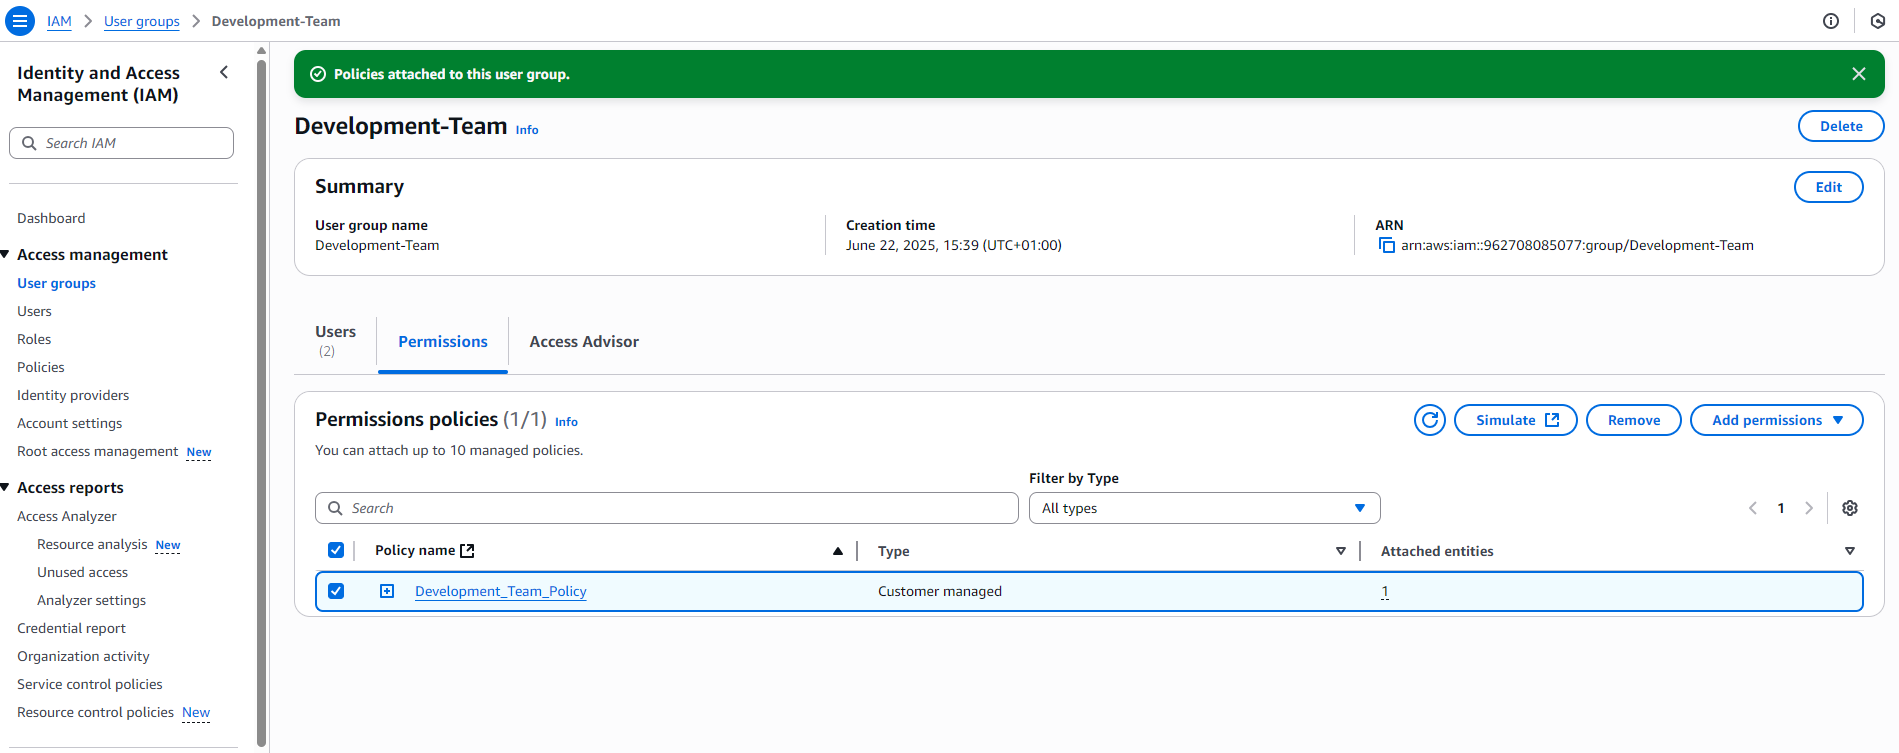 IAM > User groups > Development-Team
Identity and Access
Management (IAM)
Search IAM
Dashboard
Access management
User groups
Users
Roles
Policies
Identity providers
Account settings
Root access management New
Access reports
Access Analyzer
Resource analysis New
Unused access
Analyzer settings
Credential report
Organization activity
Service control policies
Resource control policies New
Policies attached to this user group.
Development-Team Info
Delete
Summary
Edit
User group name
Development-Team
Creation time
June 22, 2025, 15:39 (UTC+01:00)
ARN
arn:aws:iam::962708085077:group/Development-Team
Users
(2)
Permissions
Access Advisor
Permissions policies (1/1) Info
You can attach up to 10 managed policies.
Simulate
Remove
Add permissions
Filter by Type
Search
All types
1
Policy name
Type
Attached entities
Development_Team_Policy
Customer managed
1